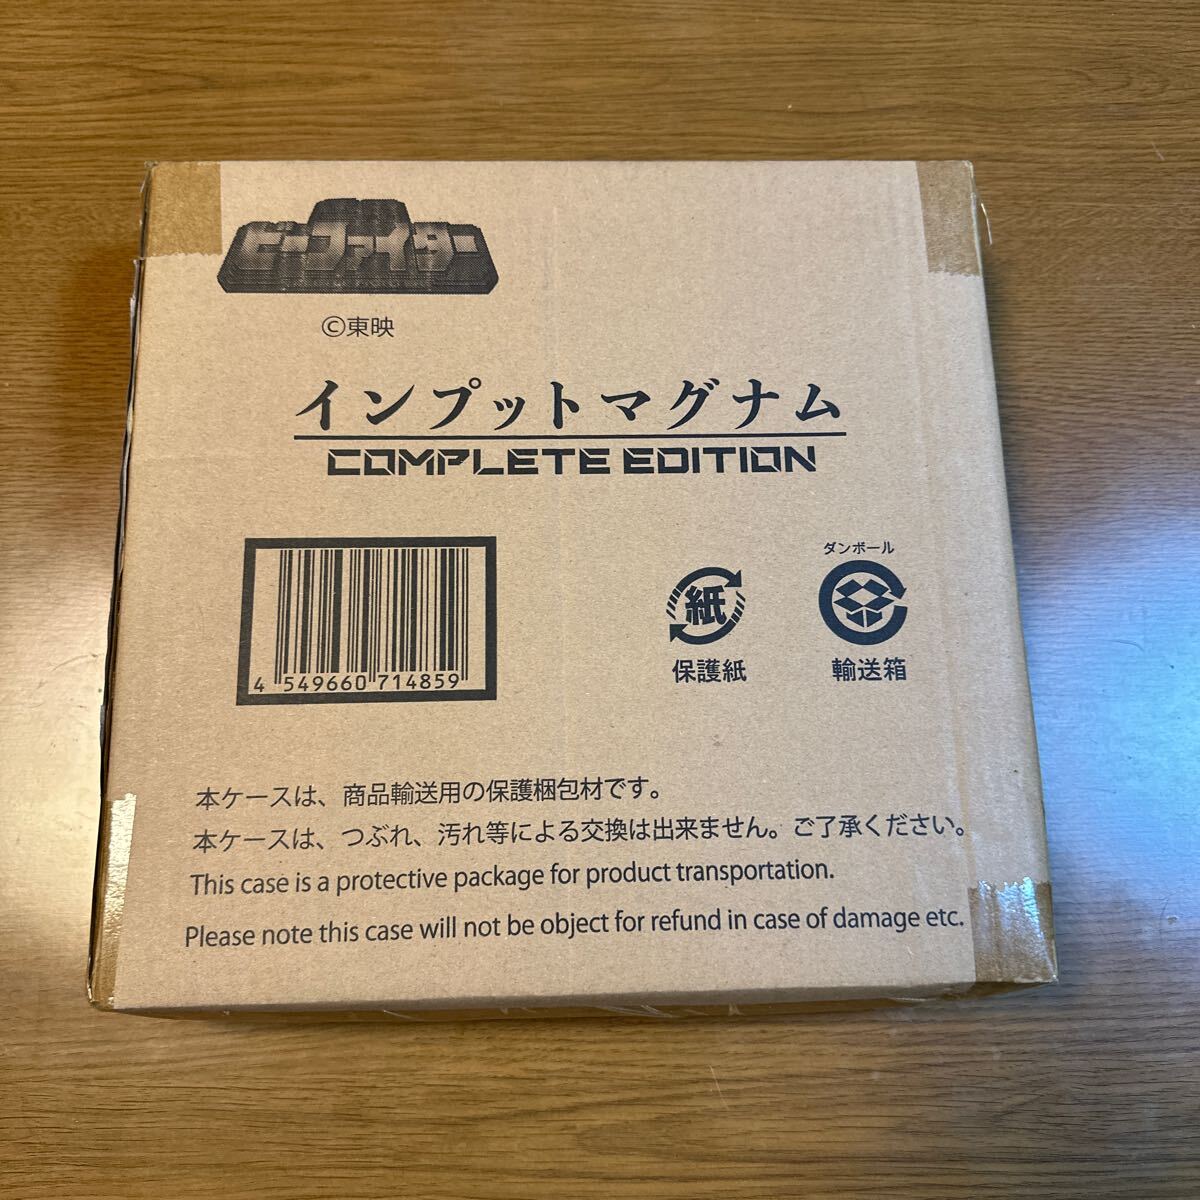 ビーファイター
©東映
インプットマグナム
COMPLETE EDITION
4 549660 714859
紙
保護紙
ダンボール
輸送箱
本ケースは、商品輸送用の保護梱包材です。
本ケースは、つぶれ、汚れ等による交換は出来ません。ご了承ください。
This case is a protective package for product transportation.
Please note this case will not be object for refund in case of damage etc.